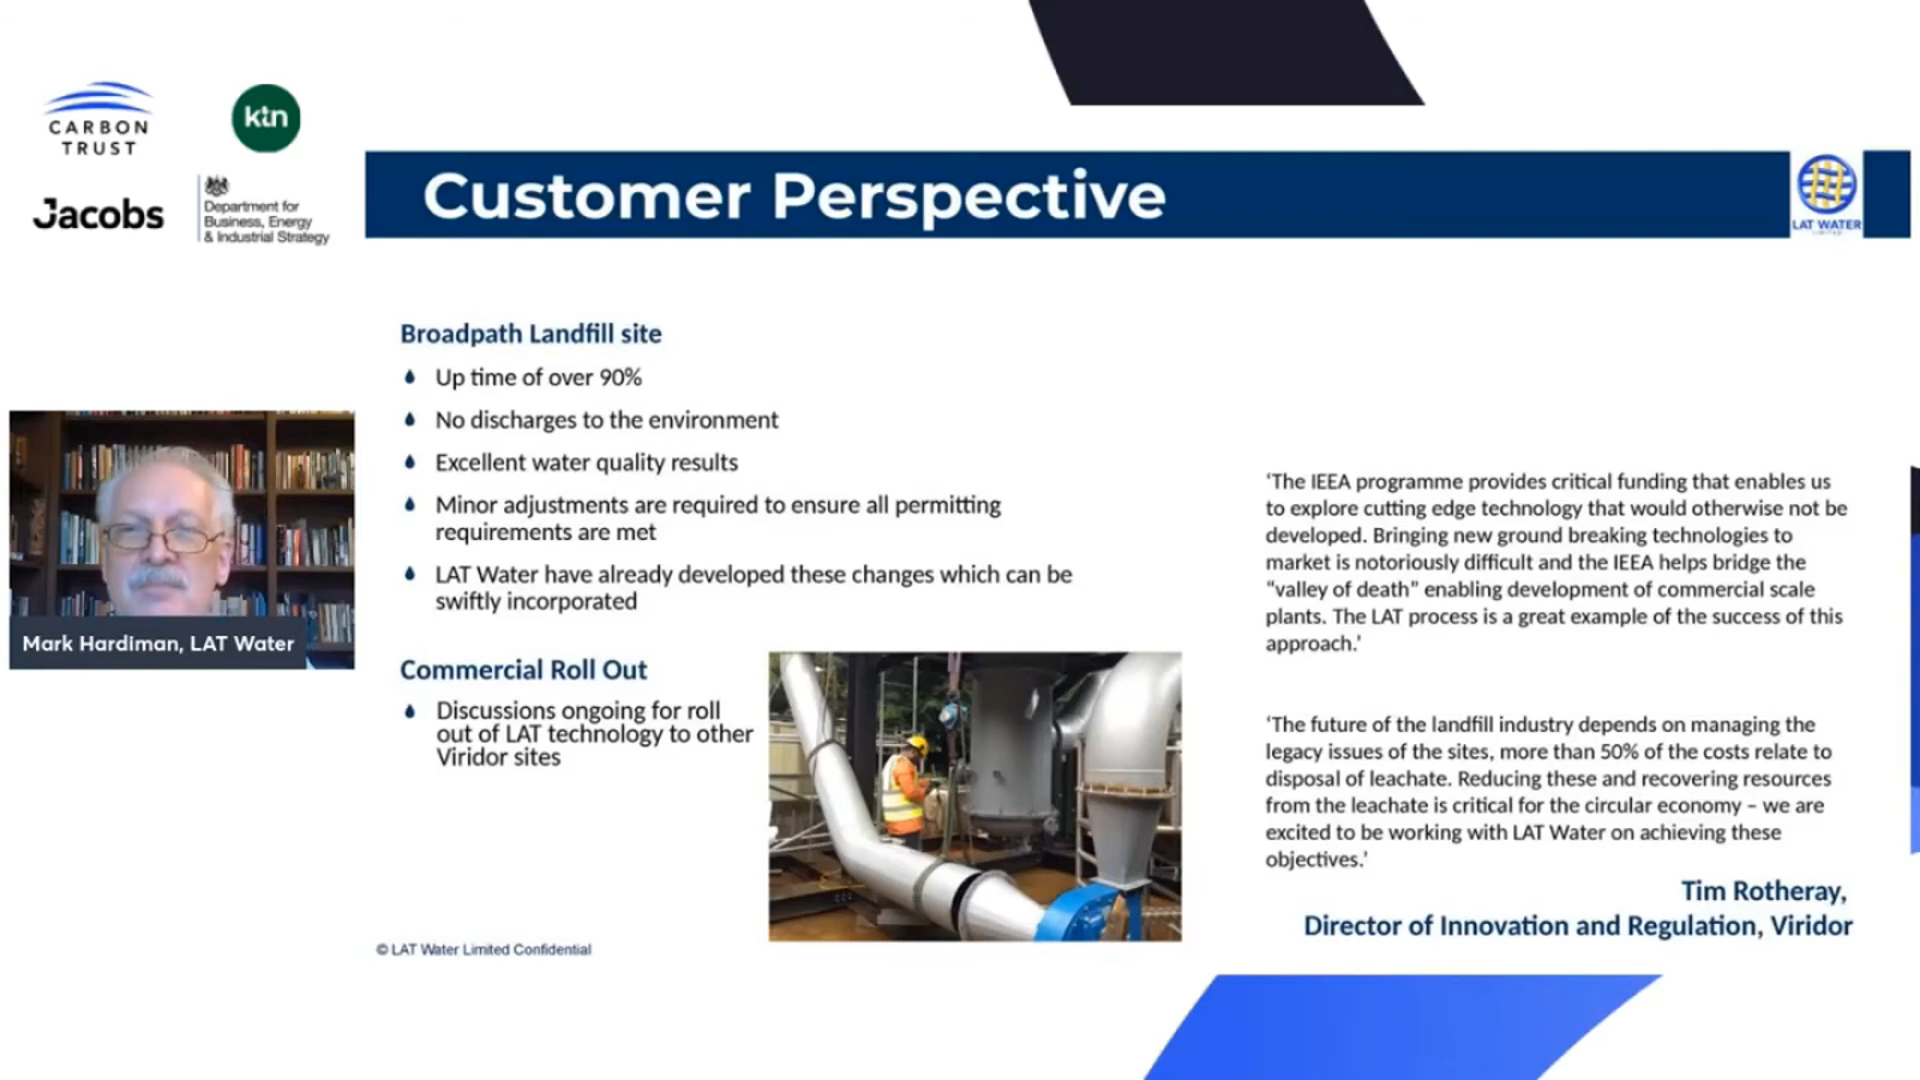 CARBON
TRUST
ktn
Jacobs
Department for
Business, Energy
& Industrial Strategy
Customer Perspective
LAT WATER
LIMITED
Broadpath Landfill site
Up time of over 90%
No discharges to the environment
Excellent water quality results
Minor adjustments are required to ensure all permitting
requirements are met
LAT Water have already developed these changes which can be
swiftly incorporated
Mark Hardiman, LAT Water
Commercial Roll Out
Discussions ongoing for roll
out of LAT technology to other
Viridor sites
© LAT Water Limited Confidential
‘The IEEA programme provides critical funding that enables us
to explore cutting edge technology that would otherwise not be
developed. Bringing new ground breaking technologies to
market is notoriously difficult and the IEEA helps bridge the
“valley of death” enabling development of commercial scale
plants. The LAT process is a great example of the success of this
approach.’
‘The future of the landfill industry depends on managing the
legacy issues of the sites, more than 50% of the costs relate to
disposal of leachate. Reducing these and recovering resources
from the leachate is critical for the circular economy – we are
excited to be working with LAT Water on achieving these
objectives.’
Tim Rotheray,
Director of Innovation and Regulation, Viridor